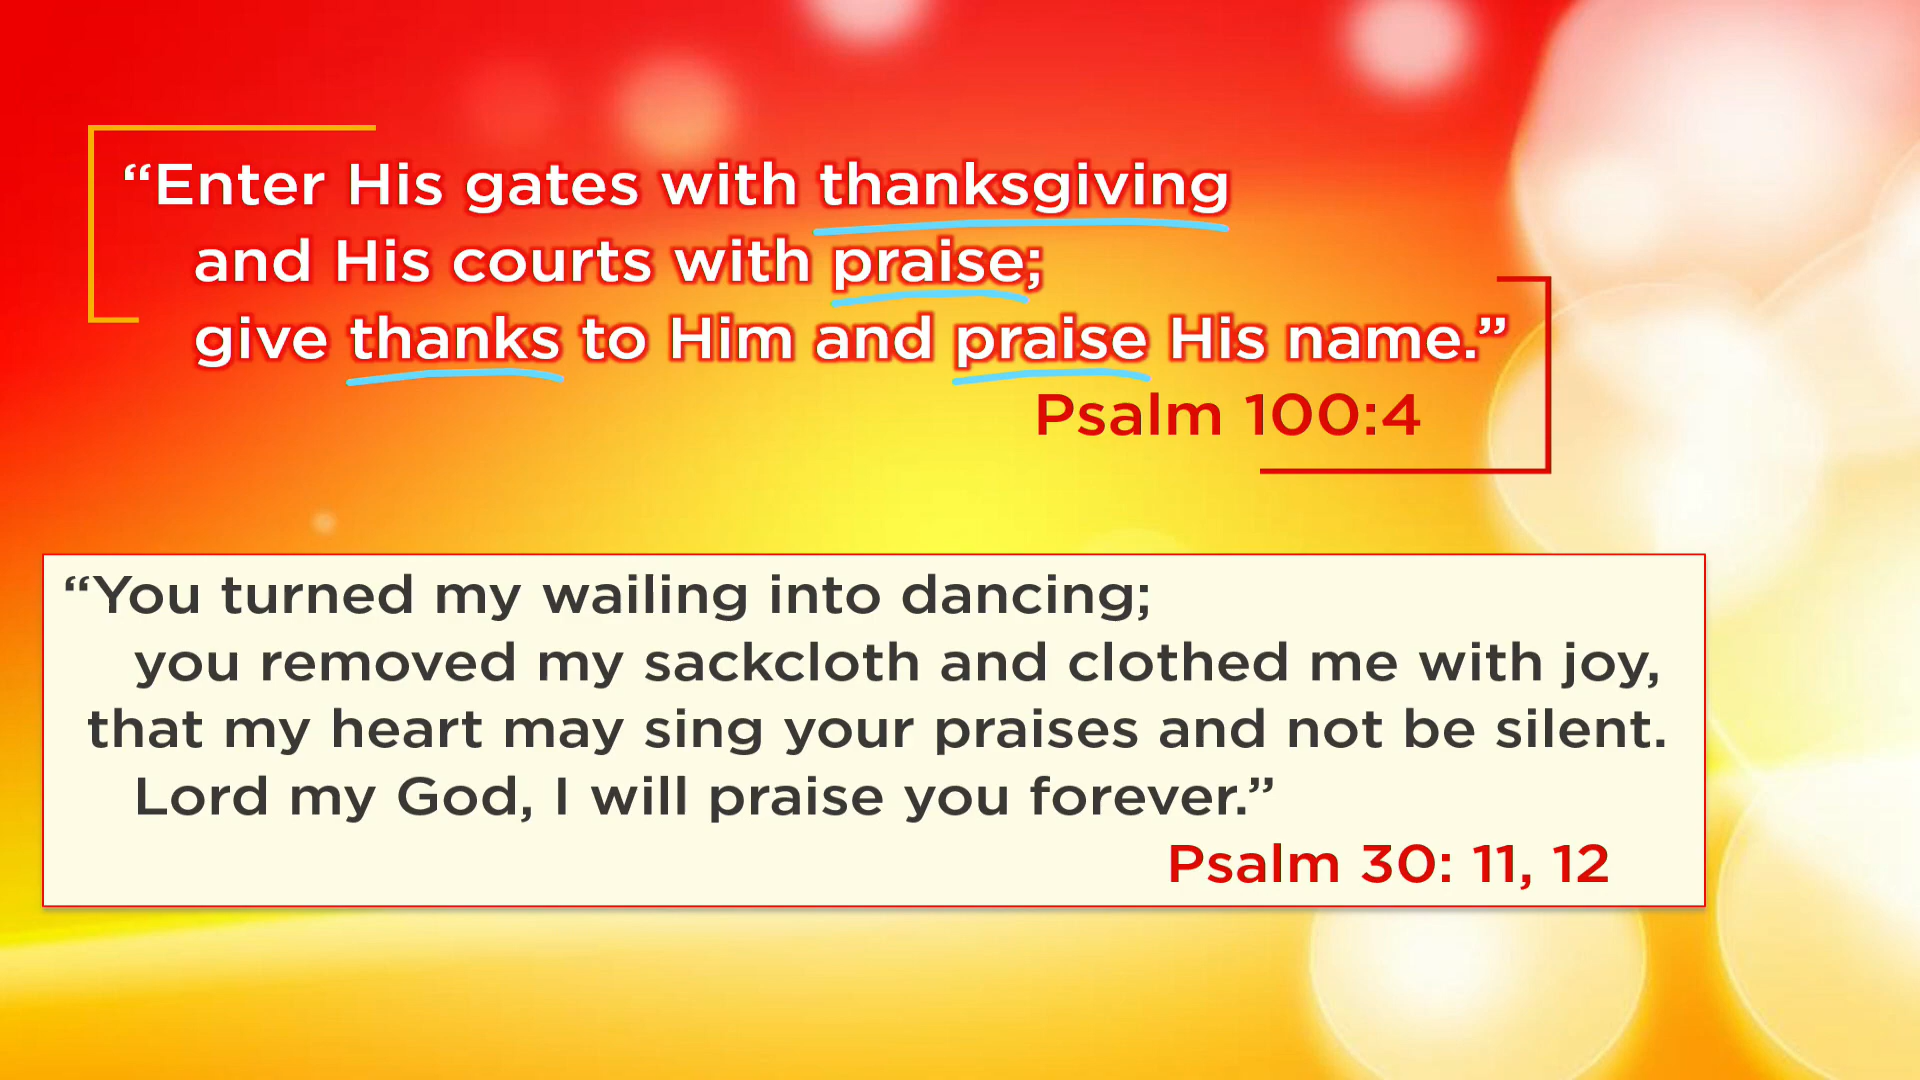 “Enter His gates with thanksgiving
and His courts with praise;
give thanks to Him and praise His name.”
Psalm 100:4
“You turned my wailing into dancing;
you removed my sackcloth and clothed me with joy,
that my heart may sing your praises and not be silent.
Lord my God, I will praise you forever.”
Psalm 30: 11, 12